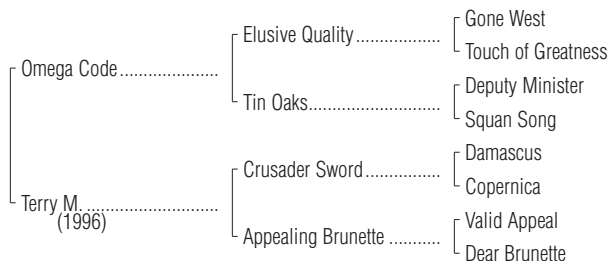 Gone West
Elusive Quality ..................
Touch of Greatness
Omega Code .....................
Deputy Minister
Tin Oaks............................
Squan Song
Damascus
Crusader Sword................
Copernica
Terry M. ............................
(1996)
Valid Appeal
Appealing Brunette ...........
Dear Brunette